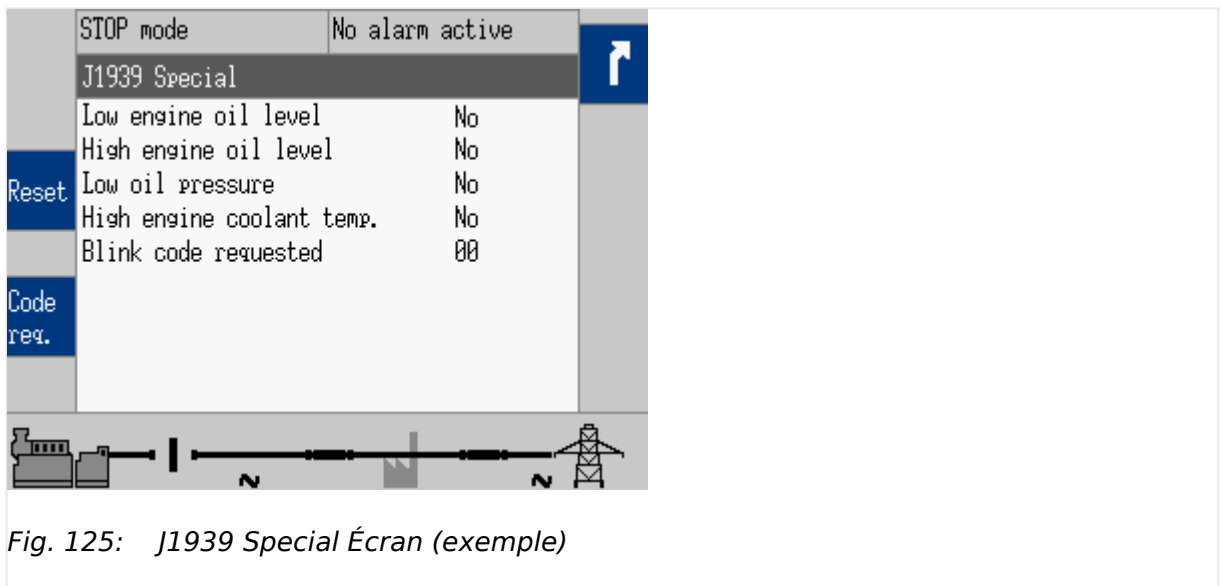 STOP mode No alarm active
J1939 Special
Low engine oil level No
High engine oil level No
Reset
Low oil pressure No
High engine coolant temp. No
Blink code requested 00
Code
req.
Fig. 125: J1939 Special Écran (exemple)